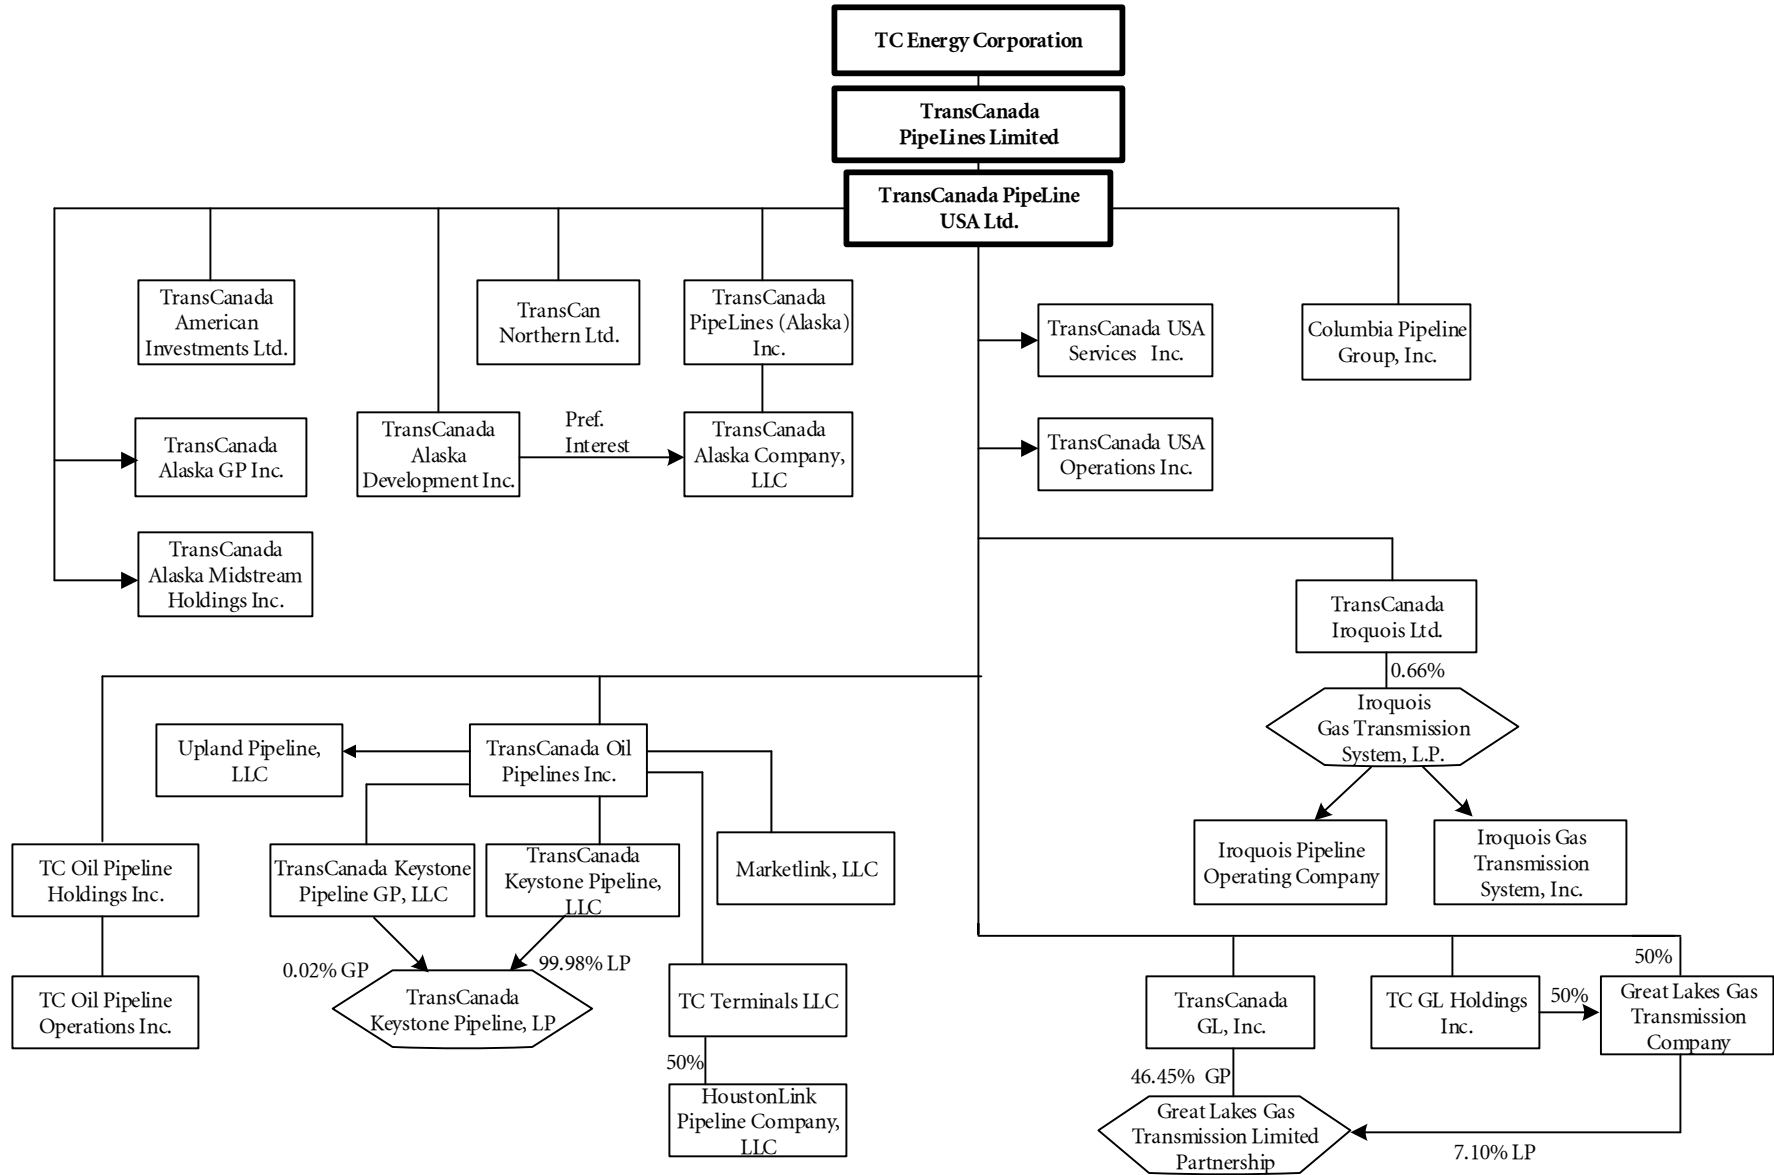 TC Energy Corporation
TransCanada
PipeLines Limited
TransCanada PipeLine
USA Ltd.
TransCanada
American
Investments Ltd.
TransCan
Northern Ltd.
TransCanada
PipeLines (Alaska)
Inc.
TransCanada USA
Services Inc.
Columbia Pipeline
Group, Inc.
TransCanada
Alaska GP Inc.
TransCanada
Alaska
Development Inc.
Pref.
Interest
TransCanada
Alaska Company,
LLC
TransCanada USA
Operations Inc.
TransCanada
Alaska Midstream
Holdings Inc.
TransCanada
Iroquois Ltd.
0.66%
Iroquois
Gas Transmission
System, L.P.
Upland Pipeline,
LLC
TransCanada Oil
Pipelines Inc.
Iroquois Pipeline
Operating Company
Iroquois Gas
Transmission
System, Inc.
TC Oil Pipeline
Holdings Inc.
TransCanada Keystone
Pipeline GP, LLC
TransCanada
Keystone Pipeline,
LLC
Marketlink, LLC
0.02% GP
99.98% LP
TC Oil Pipeline
Operations Inc.
TransCanada
Keystone Pipeline, LP
TC Terminals LLC
50%
HoustonLink
Pipeline Company,
LLC
TransCanada
GL, Inc.
TC GL Holdings
Inc.
50%
50%
Great Lakes Gas
Transmission
Company
46.45% GP
Great Lakes Gas
Transmission Limited
Partnership
7.10% LP